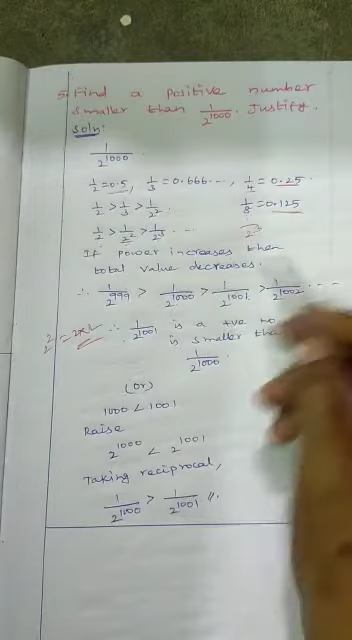 5. Find a positive number
smaller than 1/2^1000. Justify.
Soln:
1/2^1000.
1/2 = 0.5, 1/3 = 0.666..., 1/4 = 0.25
1/2 > 1/3 > 1/2^2 1/8 = 0.125
1/2 > 1/2^2 > 1/2^3 ...
If power increases then
total value decreases.
∴ 1/2^999 > 1/2^1000 > 1/2^1001 > 1/2^1002 ....
∴ 1/2^1001 is a +ve no
is smaller tha
1/2^1000.
(or)
1000 < 1001
Raise
2^1000 < 2^1001
Taking reciprocal,
1/2^1000 > 1/2^1001 //.